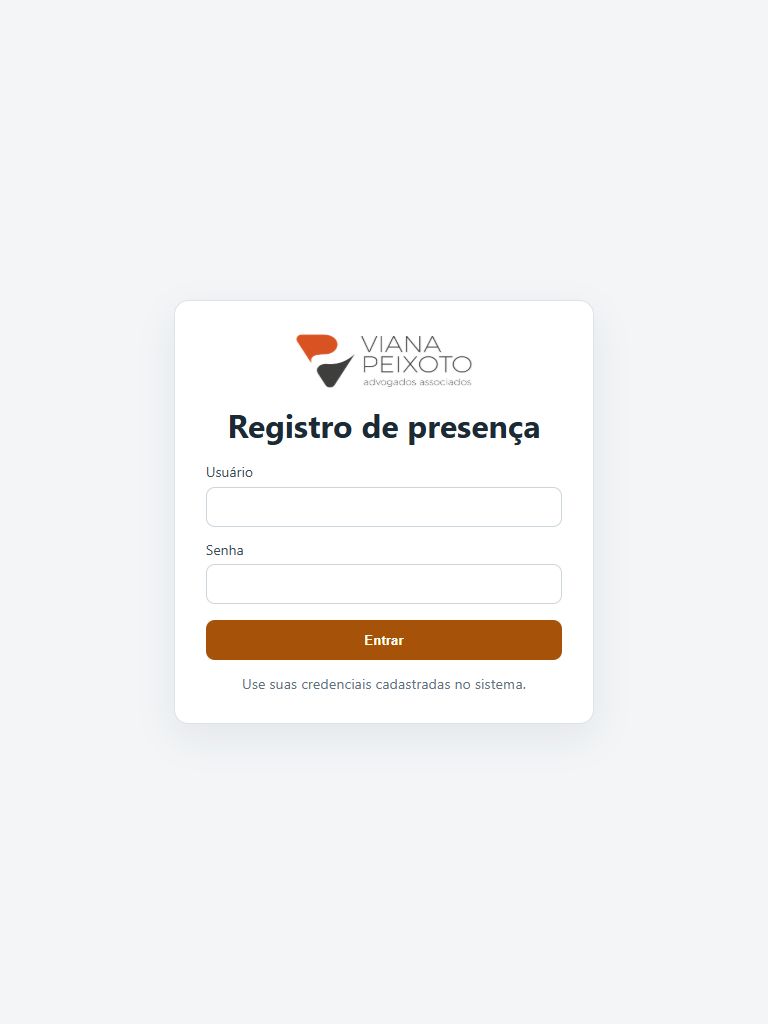 VIANA
PEIXOTO
advogados associados
Registro de presença
Usuário
Senha
Entrar
Use suas credenciais cadastradas no sistema.